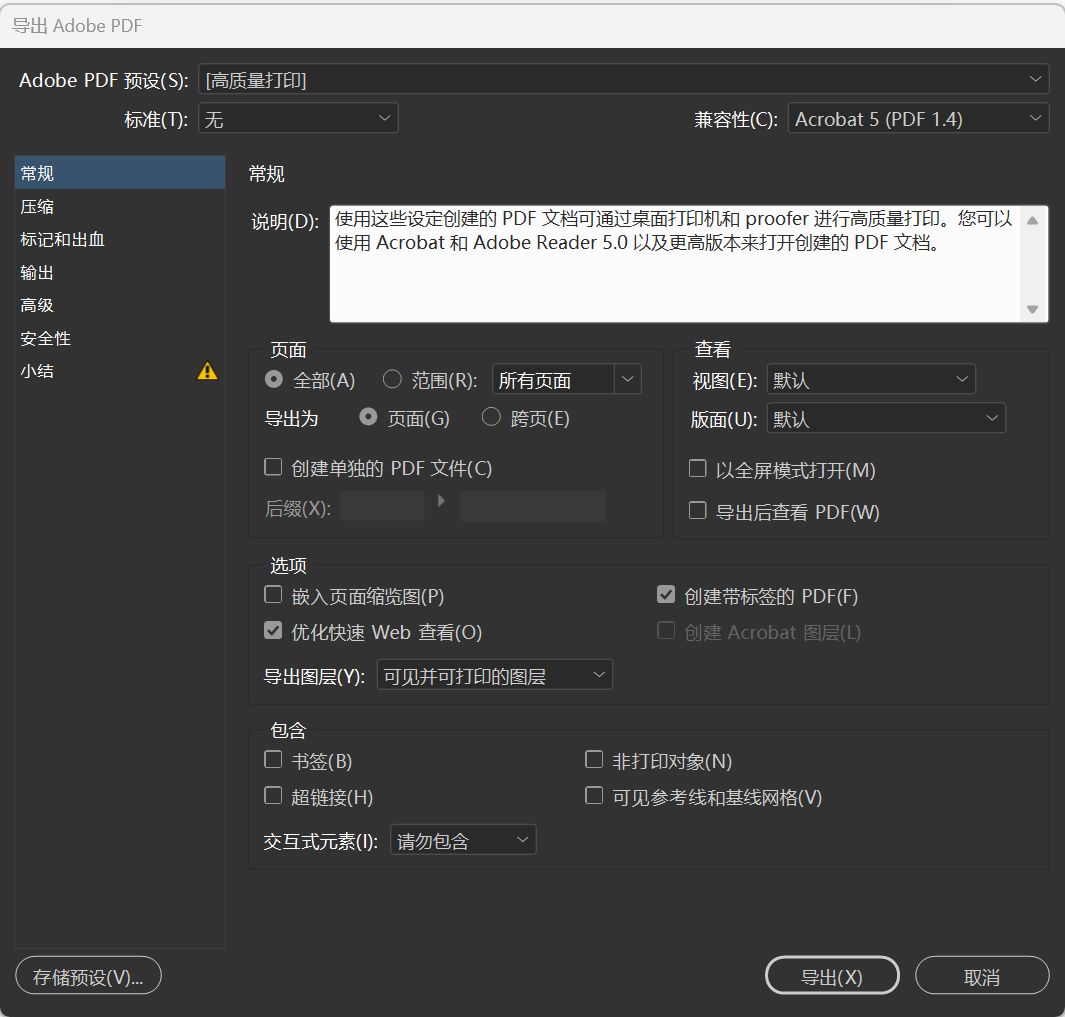 导出 Adobe PDF
Adobe PDF 预设(S): [高质量打印]
标准(T): 无 兼容性(C): Acrobat 5 (PDF 1.4)
常规
压缩
标记和出血
输出
高级
安全性
小结
常规
说明(D): 使用这些设定创建的 PDF 文档可通过桌面打印机和 proofer 进行高质量打印。您可以
使用 Acrobat 和 Adobe Reader 5.0 以及更高版本来打开创建的 PDF 文档。
页面
全部(A) 范围(R): 所有页面
导出为 页面(G) 跨页(E)
创建单独的 PDF 文件(C)
后缀(X):
查看
视图(E): 默认
版面(U): 默认
以全屏模式打开(M)
导出后查看 PDF(W)
选项
嵌入页面缩览图(P) 创建带标签的 PDF(F)
优化快速 Web 查看(O) 创建 Acrobat 图层(L)
导出图层(Y): 可见并可打印的图层
包含
书签(B) 非打印对象(N)
超链接(H) 可见参考线和基线网格(V)
交互式元素(I): 请勿包含
存储预设(V)... 导出(X) 取消